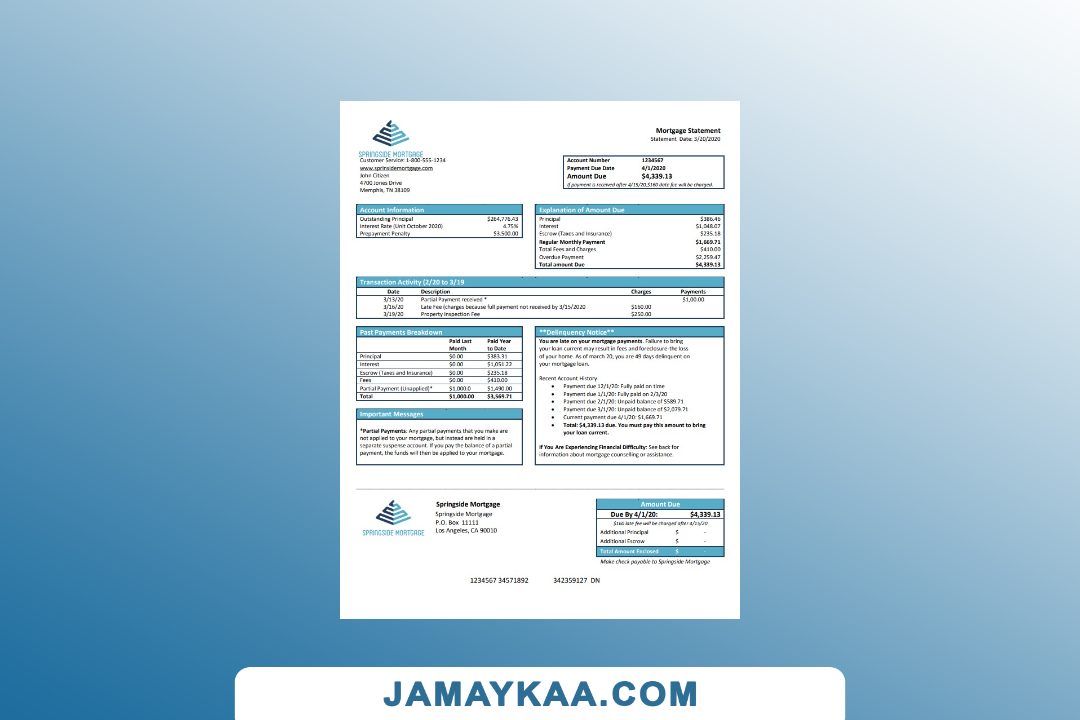 SPRINGSIDE MORTGAGE
Customer Service: 1-800-555-1234
www.springsidemortgage.com
John Citizen
4700 Jones Drive
Memphis, TN 38109
Mortgage Statement
Statement Date: 3/20/2020
Account Number 1234567
Payment Due Date 4/1/2020
Amount Due $4,339.13
If payment is received after 4/15/20,$160 date fee will be charged.
Account Information
Outstanding Principal $264,776.43
Interest Rate (Unit October 2020) 4.75%
Prepayment Penalty $3,500.00
Explanation of Amount Due
Principal $386.46
Interest $1,048.07
Escrow (Taxes and Insurance) $235.18
Regular Monthly Payment $1,669.71
Total Fees and Charges $410.00
Overdue Payment $2,259.47
Total amount Due $4,389.13
Transaction Activity (2/20 to 3/19
Date Description Charges Payments
3/13/20 Partial Payment received * $1,00.00
3/16/20 Late Fee (charges because full payment not received by 3/15/2020 $160.00
3/19/20 Property Inspection Fee $250.00
Past Payments Breakdown
Paid Last Month Paid Year to Date
Principal $0.00 $383.31
Interest $0.00 $1,051.22
Escrow (Taxes and Insurance) $0.00 $235.18
Fees $0.00 $410.00
Partial Payment (Unapplied)* $1,000.0 $1,490.00
Total $1,000.00 $3,569.71
Important Messages
*Partial Payments: Any partial payments that you make are
not applied to your mortgage, but instead are held in a
separate suspense account. If you pay the balance of a partial
payment, the funds will then be applied to your mortgage.
**Delinquency Notice**
You are late on your mortgage payments. Failure to bring
your loan current may result in fees and foreclosure-the loss
of your home. As of march 20, you are 49 days delinquent on
your mortgage loan.
Recent Account History
• Payment due 12/1/20: Fully paid on time
• Payment due 1/1/20: Fully paid on 2/3/20
• Payment due 2/1/20: Unpaid balance of $589.71
• Payment due 3/1/20: Unpaid balance of $2,079.71
• Current payment due 4/1/20: $1,669.71
• Total: $4,339.13 due. You must pay this amount to bring
your loan current.
If You Are Experiencing Financial Difficulty: See back for
information about mortgage counselling or assistance.
SPRINGSIDE MORTGAGE
Springside Mortgage
Springside Mortgage
P.O. Box 11111
Los Angeles, CA 90010
Amount Due
Due By 4/1/20: $4,339.13
$160 late fee will be charged after 4/15/20
Additional Principal $ -
Additional Escrow $ -
Total Amount Enclosed $ -
Make check payable to Springside Mortgage
1234567 34571892 342359127 DN
JAMAYKAA.COM